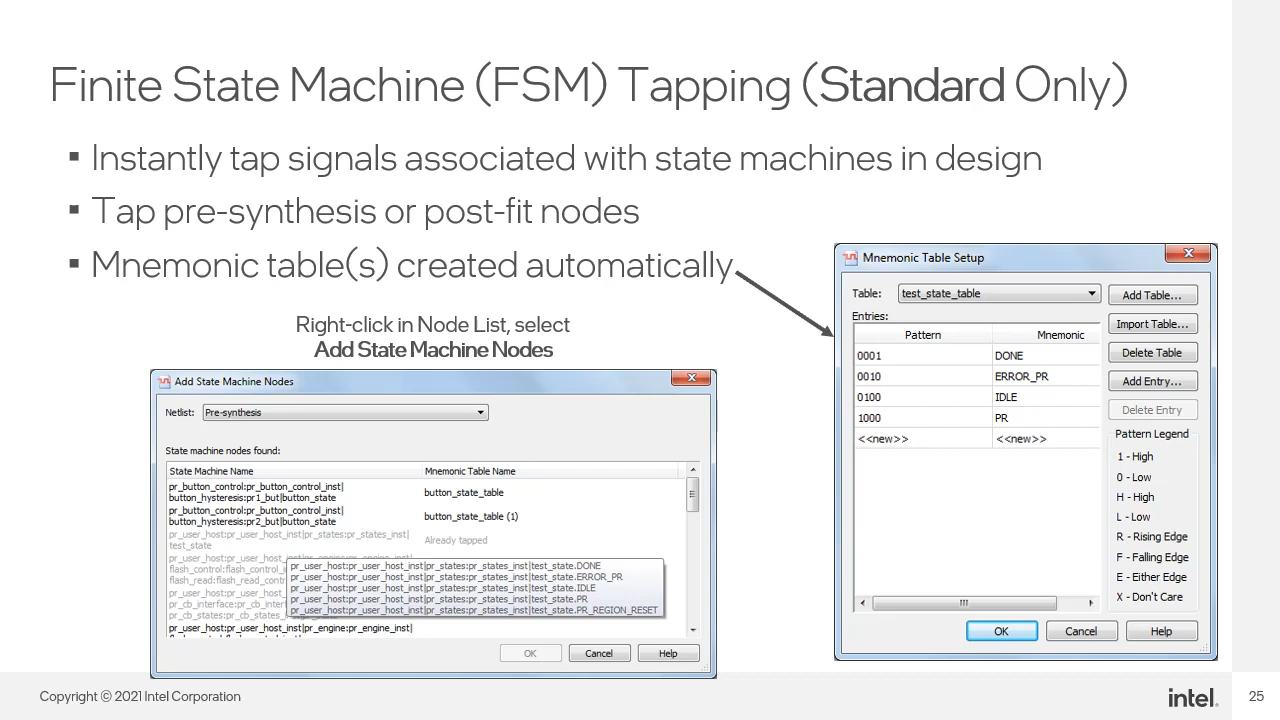 Finite State Machine (FSM) Tapping (Standard Only)
▪ Instantly tap signals associated with state machines in design
▪ Tap pre-synthesis or post-fit nodes
▪ Mnemonic table(s) created automatically
Right-click in Node List, select
Add State Machine Nodes
Add State Machine Nodes
Netlist: Pre-synthesis
State machine nodes found:
State Machine Name Mnemonic Table Name
pr_button_control:pr_button_control_inst|
button_hysteresis:pr1_but|button_state button_state_table
pr_button_control:pr_button_control_inst|
button_hysteresis:pr2_but|button_state button_state_table (1)
pr_user_host:pr_user_host_inst|pr_states:pr_states_inst|
test_state Already tapped
flash_control_i
flash_read:flash_read_contr
pr_cb_interface:pr_cb_interf
pr_cb_states:pr_cb_states_
pr_user_host:pr_user_host_inst|pr_states:pr_states_inst|test_state.DONE
pr_user_host:pr_user_host_inst|pr_states:pr_states_inst|test_state.ERROR_PR
pr_user_host:pr_user_host_inst|pr_states:pr_states_inst|test_state.IDLE
pr_user_host:pr_user_host_inst|pr_states:pr_states_inst|test_state.PR
pr_user_host:pr_user_host_inst|pr_states:pr_states_inst|test_state.PR_REGION_RESET
pr_user_host:pr_user_host_inst|pr_engine:pr_engine_inst|
OK Cancel Help
Mnemonic Table Setup
Table: test_state_table Add Table...
Entries:
Import Table...
Pattern Mnemonic
0001 DONE
Delete Table
0010 ERROR_PR
Add Entry...
0100 IDLE
Delete Entry
1000 PR
<<new>> <<new>>
Pattern Legend
1 - High
0 - Low
H - High
L - Low
R - Rising Edge
F - Falling Edge
E - Either Edge
X - Don't Care
OK Cancel Help
Copyright © 2021 Intel Corporation
intel.
25